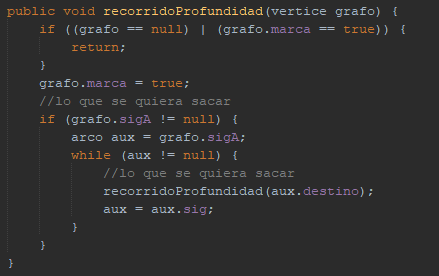 public void recorridoProfundidad(vertice grafo) {
if ((grafo == null) | (grafo.marca == true)) {
return;
}
grafo.marca = true;
//lo que se quiera sacar
if (grafo.sigA != null) {
arco aux = grafo.sigA;
while (aux != null) {
//lo que se quiera sacar
recorridoProfundidad(aux.destino);
aux = aux.sig;
}
}
}